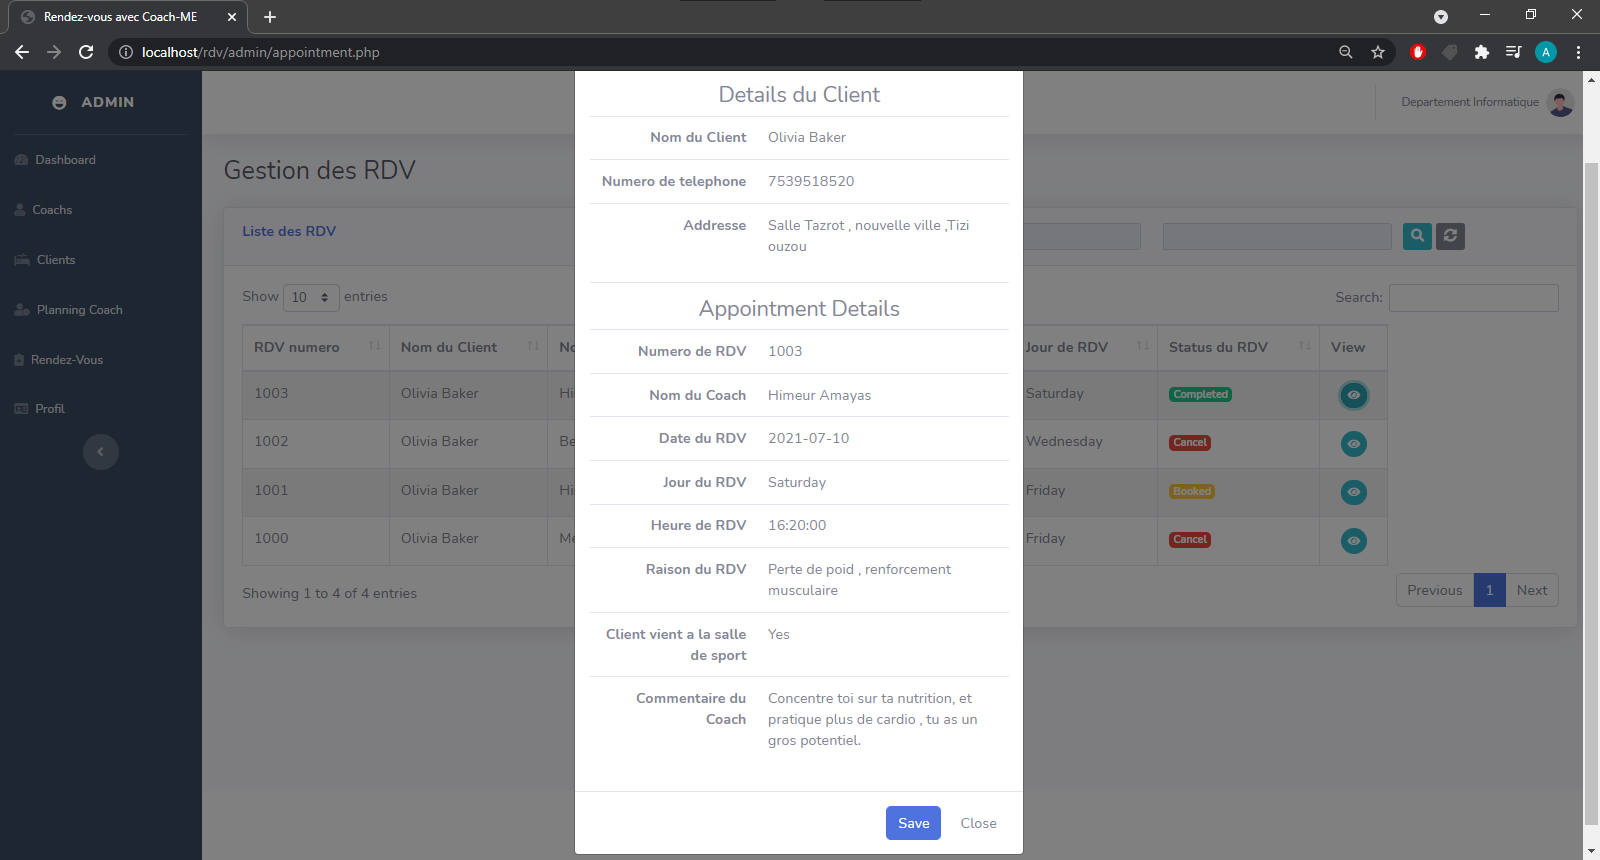 Rendez-vous avec Coach-ME
localhost/rdv/admin/appointment.php
A
ADMIN
Dashboard
Coachs
Clients
Planning Coach
Rendez-Vous
Profil
Departement Informatique
Gestion des RDV
Liste des RDV
Show 10 entries
Search:
RDV numero Nom du Client No Jour de RDV Status du RDV View
1003 Olivia Baker Hi Saturday Completed
1002 Olivia Baker Be Wednesday Cancel
1001 Olivia Baker Hi Friday Booked
1000 Olivia Baker Me Friday Cancel
Showing 1 to 4 of 4 entries
Previous 1 Next
Details du Client
Nom du Client Olivia Baker
Numero de telephone 7539518520
Addresse Salle Tazrot , nouvelle ville ,Tizi
ouzou
Appointment Details
Numero de RDV 1003
Nom du Coach Himeur Amayas
Date du RDV 2021-07-10
Jour du RDV Saturday
Heure de RDV 16:20:00
Raison du RDV Perte de poid , renforcement
musculaire
Client vient a la salle Yes
de sport
Commentaire du Concentre toi sur ta nutrition, et
Coach pratique plus de cardio , tu as un
gros potentiel.
Save Close